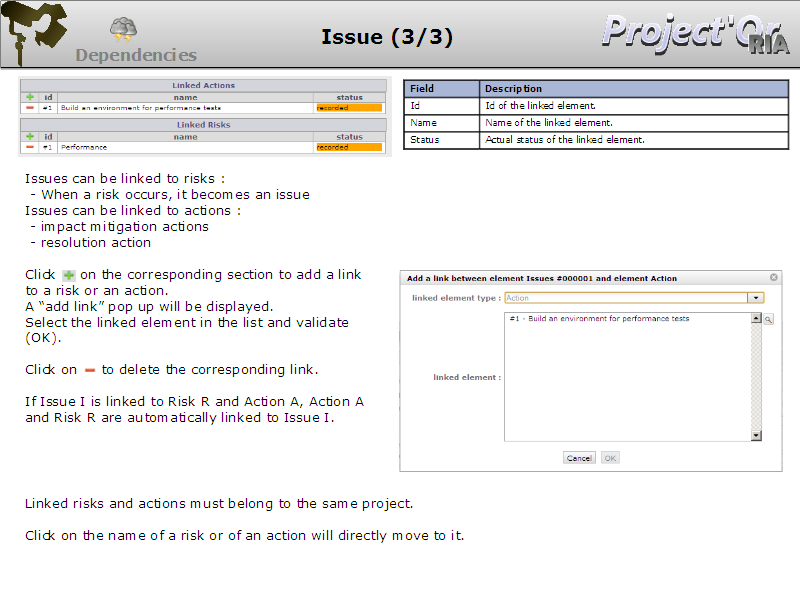 Issue (3/3)
Project'Or
RIA
Dependencies
Linked Actions
id name status
#1 Build an environment for performance tests recorded
Linked Risks
id name status
#1 Performance recorded
Field Description
Id Id of the linked element.
Name Name of the linked element.
Status Actual status of the linked element.
Issues can be linked to risks :
- When a risk occurs, it becomes an issue
Issues can be linked to actions :
- impact mitigation actions
- resolution action
Click on the corresponding section to add a link
to a risk or an action.
A “add link” pop up will be displayed.
Select the linked element in the list and validate
(OK).
Click on to delete the corresponding link.
If Issue I is linked to Risk R and Action A, Action A
and Risk R are automatically linked to Issue I.
Add a link between element Issues #000001 and element Action
linked element type : Action
#1 - Build an environment for performance tests
linked element :
Cancel OK
Linked risks and actions must belong to the same project.
Click on the name of a risk or of an action will directly move to it.